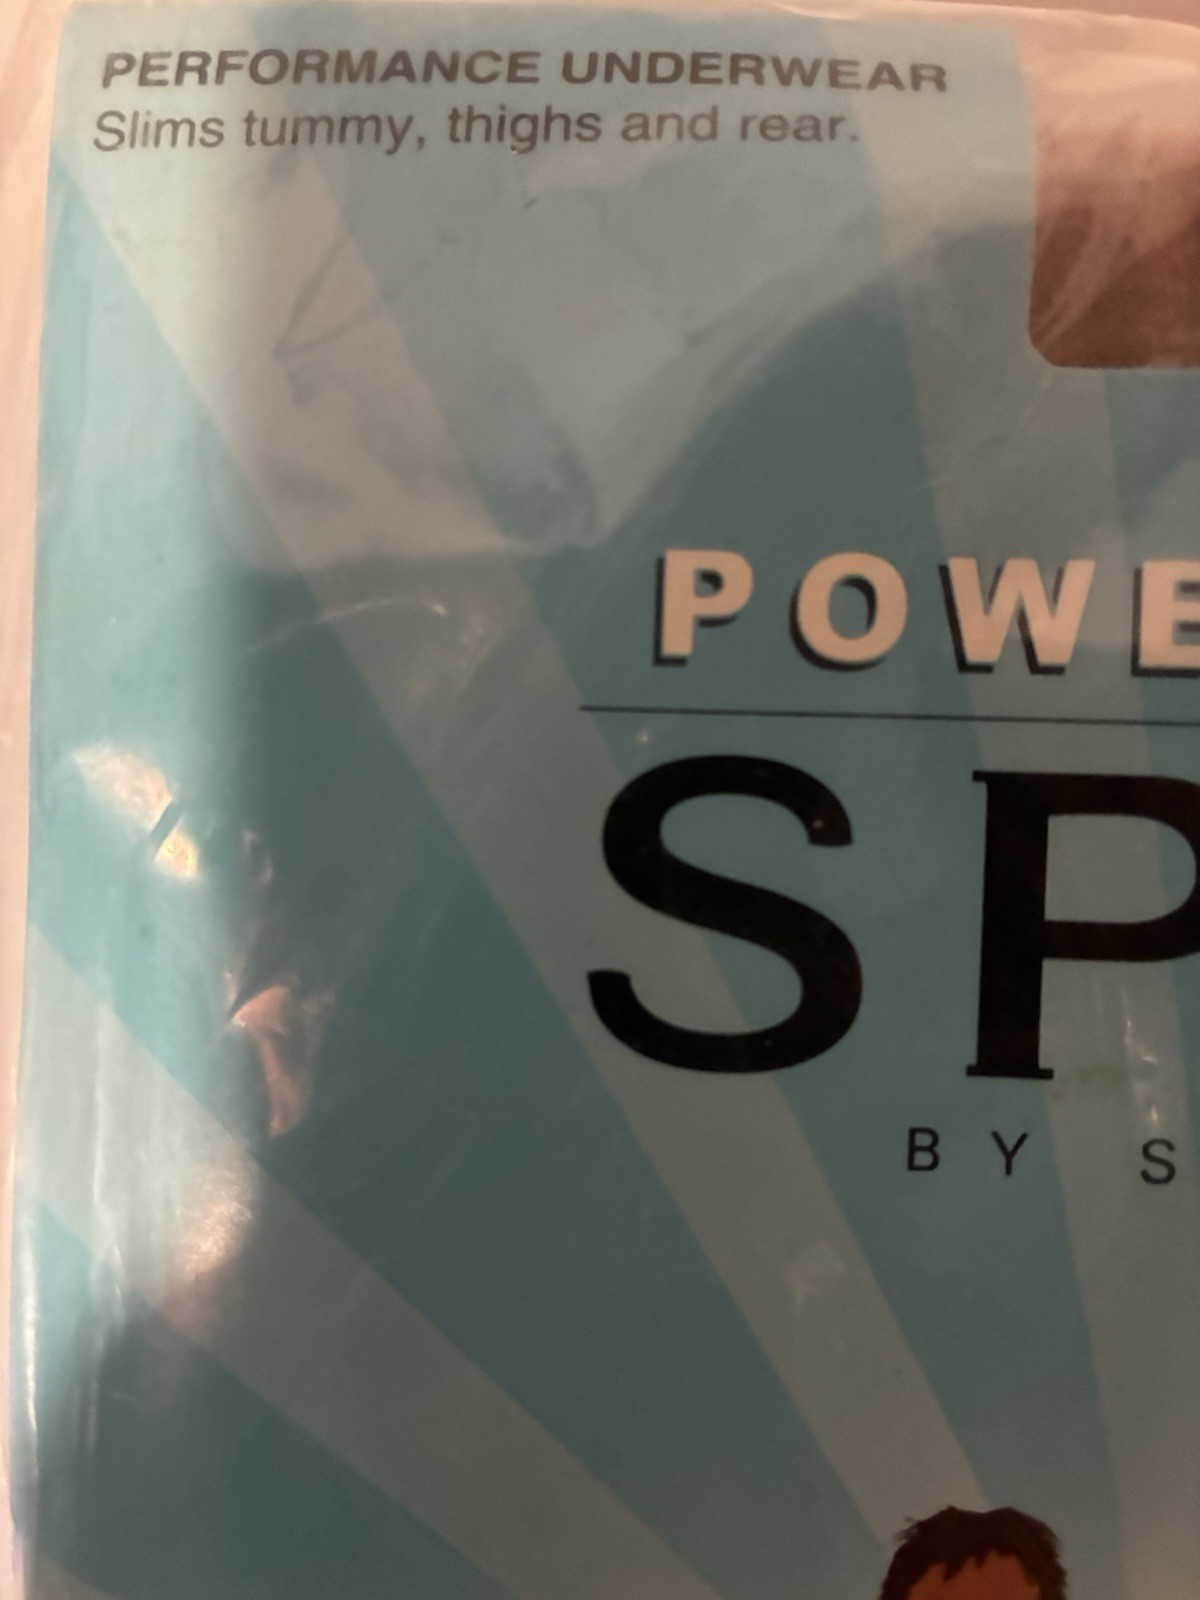 PERFORMANCE UNDERWEAR
Slims tummy, thighs and rear.
POWE
SP
BY S